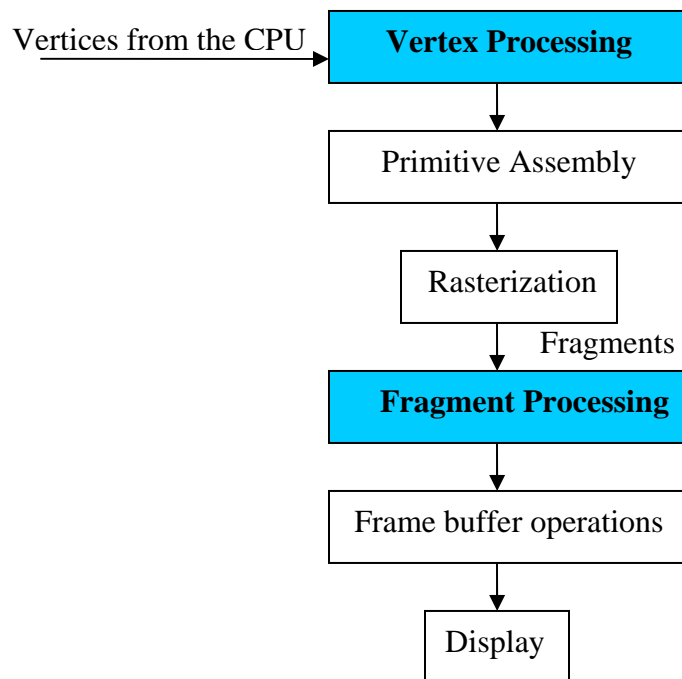 Vertices from the CPU
Vertex Processing
Primitive Assembly
Rasterization
Fragments
Fragment Processing
Frame buffer operations
Display